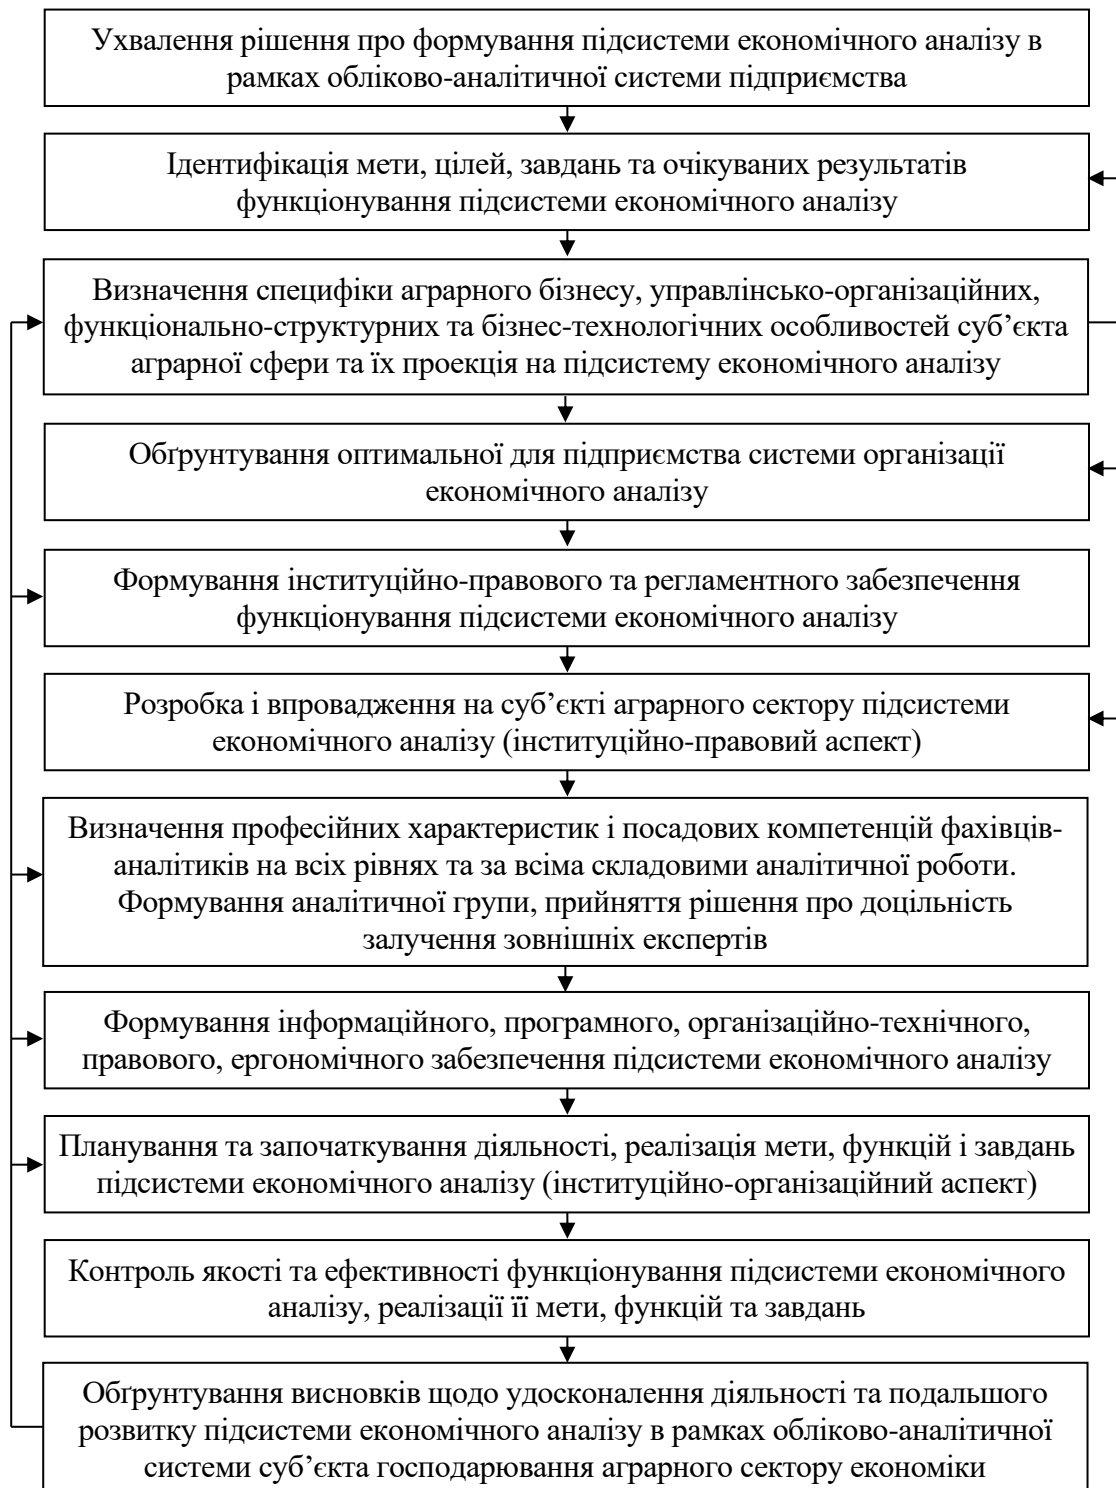 Ухвалення рішення про формування підсистеми економічного аналізу в
рамках обліково-аналітичної системи підприємства
Ідентифікація мети, цілей, завдань та очікуваних результатів
функціонування підсистеми економічного аналізу
Визначення специфіки аграрного бізнесу, управлінсько-організаційних,
функціонально-структурних та бізнес-технологічних особливостей суб’єкта
аграрної сфери та їх проекція на підсистему економічного аналізу
Обґрунтування оптимальної для підприємства системи організації
економічного аналізу
Формування інституційно-правового та регламентного забезпечення
функціонування підсистеми економічного аналізу
Розробка і впровадження на суб’єкті аграрного сектору підсистеми
економічного аналізу (інституційно-правовий аспект)
Визначення професійних характеристик і посадових компетенцій фахівців-
аналітиків на всіх рівнях та за всіма складовими аналітичної роботи.
Формування аналітичної групи, прийняття рішення про доцільність
залучення зовнішніх експертів
Формування інформаційного, програмного, організаційно-технічного,
правового, ергономічного забезпечення підсистеми економічного аналізу
Планування та започаткування діяльності, реалізація мети, функцій і завдань
підсистеми економічного аналізу (інституційно-організаційний аспект)
Контроль якості та ефективності функціонування підсистеми економічного
аналізу, реалізації її мети, функцій та завдань
Обґрунтування висновків щодо удосконалення діяльності та подальшого
розвитку підсистеми економічного аналізу в рамках обліково-аналітичної
системи суб’єкта господарювання аграрного сектору економіки